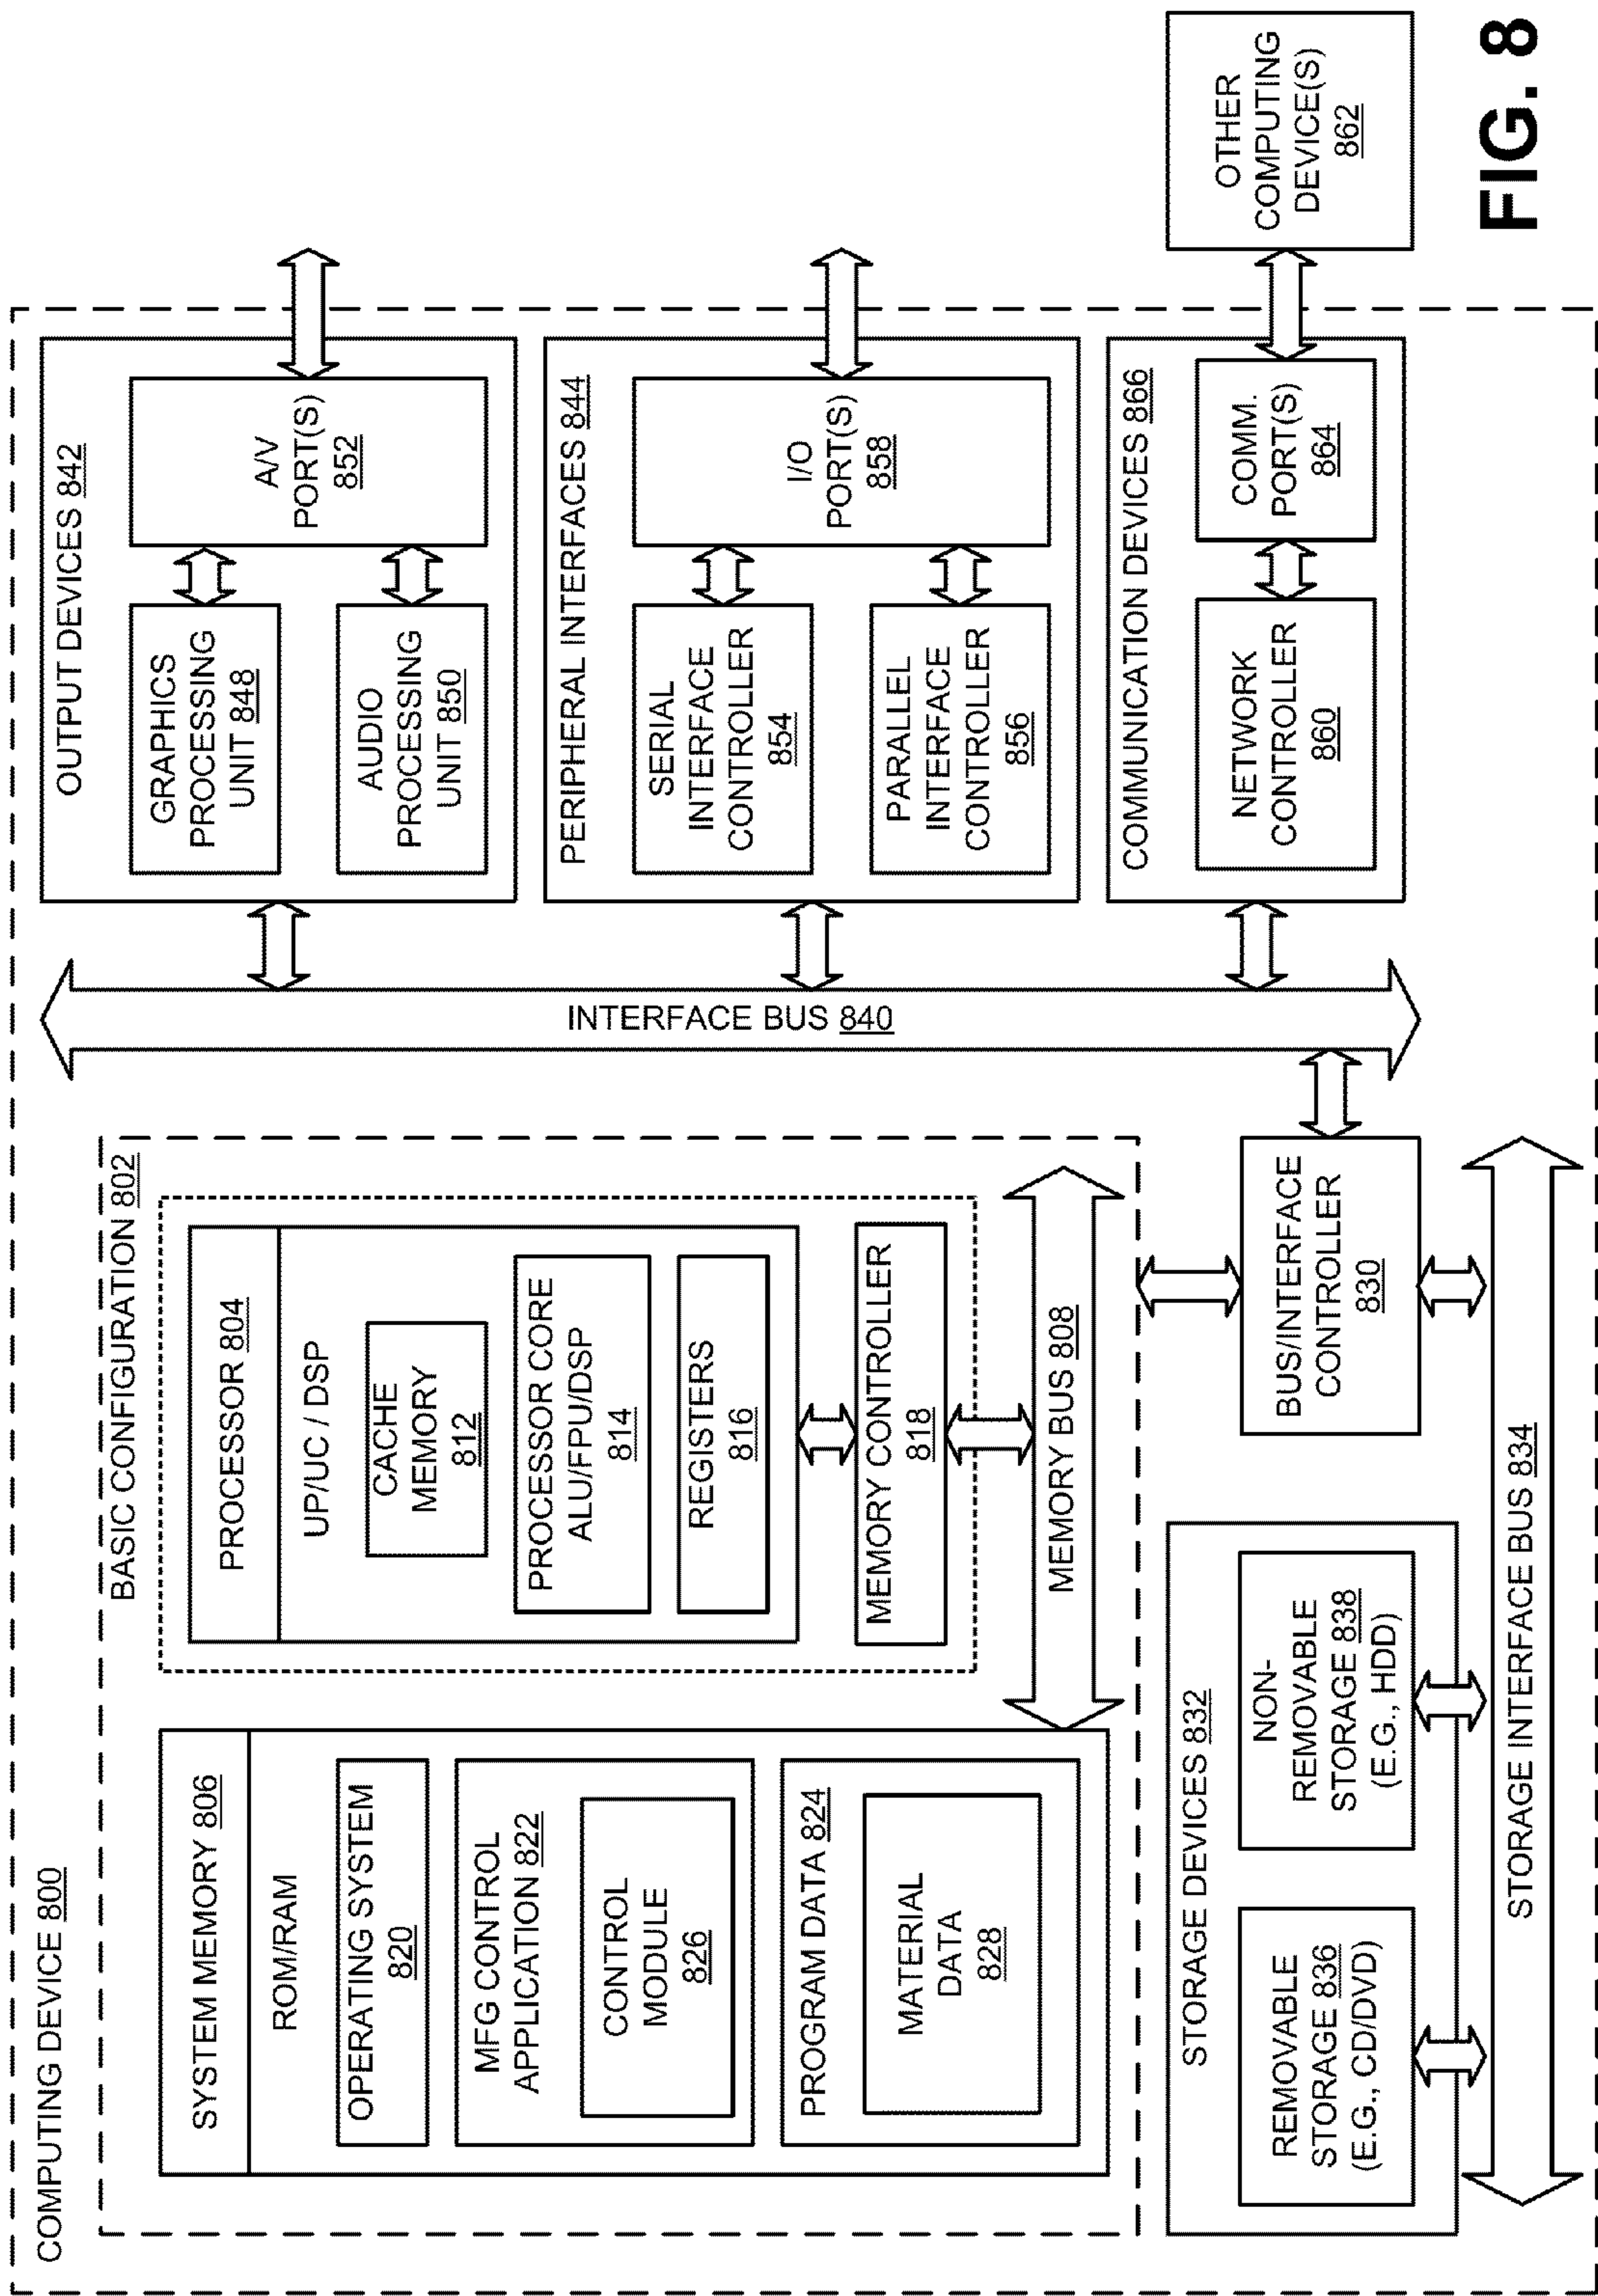 COMPUTING DEVICE 800
BASIC CONFIGURATION 802
SYSTEM MEMORY 806
ROM/RAM
OPERATING SYSTEM
820
MFG CONTROL
APPLICATION 822
CONTROL
MODULE
826
PROGRAM DATA 824
MATERIAL
DATA
828
PROCESSOR 804
UP/UC / DSP
CACHE
MEMORY
812
PROCESSOR CORE
ALU/FPU/DSP
814
REGISTERS
816
MEMORY CONTROLLER
818
MEMORY BUS 808
BUS/INTERFACE
CONTROLLER
830
STORAGE DEVICES 832
REMOVABLE
STORAGE 836
(E.G., CD/DVD)
NON-
REMOVABLE
STORAGE 838
(E.G., HDD)
STORAGE INTERFACE BUS 834
INTERFACE BUS 840
OUTPUT DEVICES 842
GRAPHICS
PROCESSING
UNIT 848
AUDIO
PROCESSING
UNIT 850
A/V
PORT(S)
852
PERIPHERAL INTERFACES 844
SERIAL
INTERFACE
CONTROLLER
854
PARALLEL
INTERFACE
CONTROLLER
856
I/O
PORT(S)
858
COMMUNICATION DEVICES 866
NETWORK
CONTROLLER
860
COMM.
PORT(S)
864
OTHER
COMPUTING
DEVICE(S)
862
FIG. 8